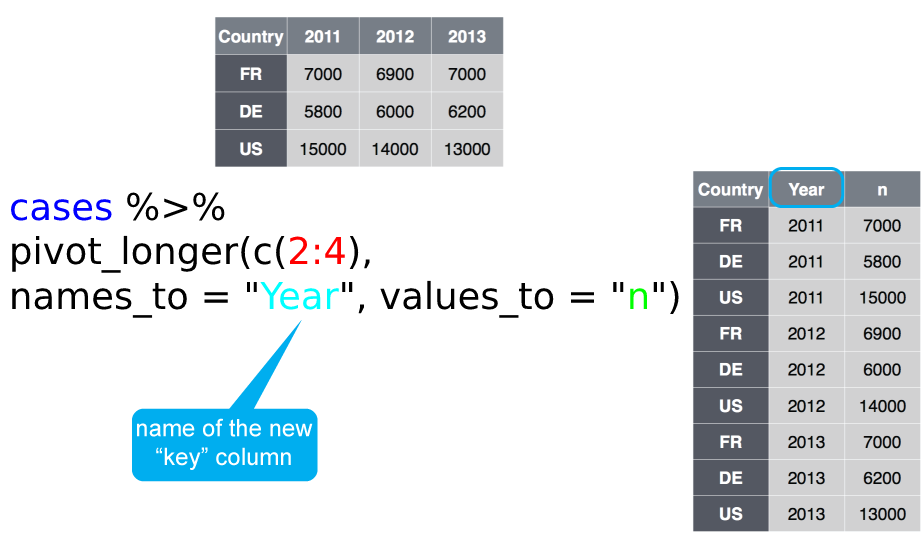 Country 2011 2012 2013
FR 7000 6900 7000
DE 5800 6000 6200
US 15000 14000 13000
cases %>%
pivot_longer(c(2:4),
names_to = "Year", values_to = "n")
name of the new
“key” column
Country Year n
FR 2011 7000
DE 2011 5800
US 2011 15000
FR 2012 6900
DE 2012 6000
US 2012 14000
FR 2013 7000
DE 2013 6200
US 2013 13000